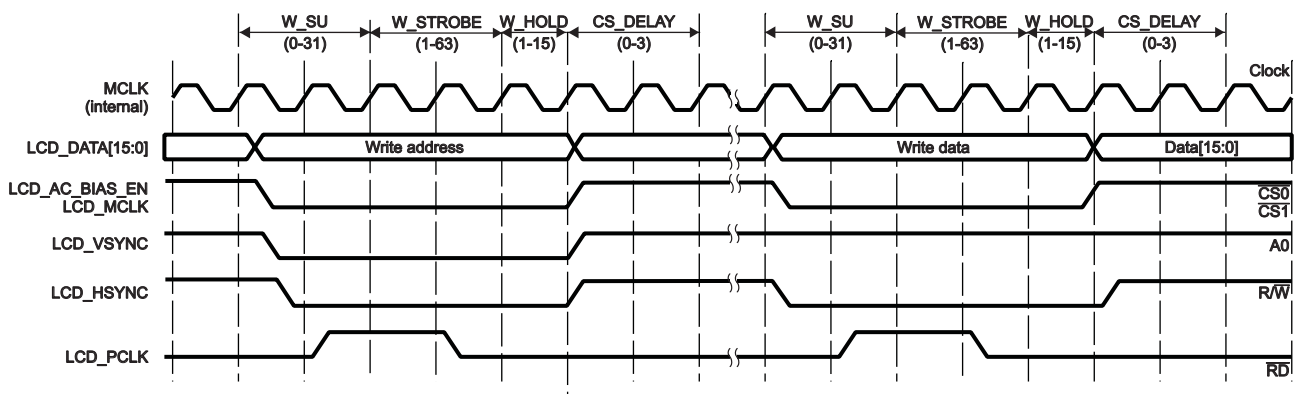 W_SU W_STROBE W_HOLD CS_DELAY W_SU W_STROBE W_HOLD CS_DELAY
(0-31) (1-63) (1-15) (0-3) (0-31) (1-63) (1-15) (0-3)
Clock
MCLK
(internal)
LCD_DATA[15:0] Write address Write data Data[15:0]
LCD_AC_BIAS_EN CS0
LCD_MCLK CS1
LCD_VSYNC A0
LCD_HSYNC R/W
LCD_PCLK
RD